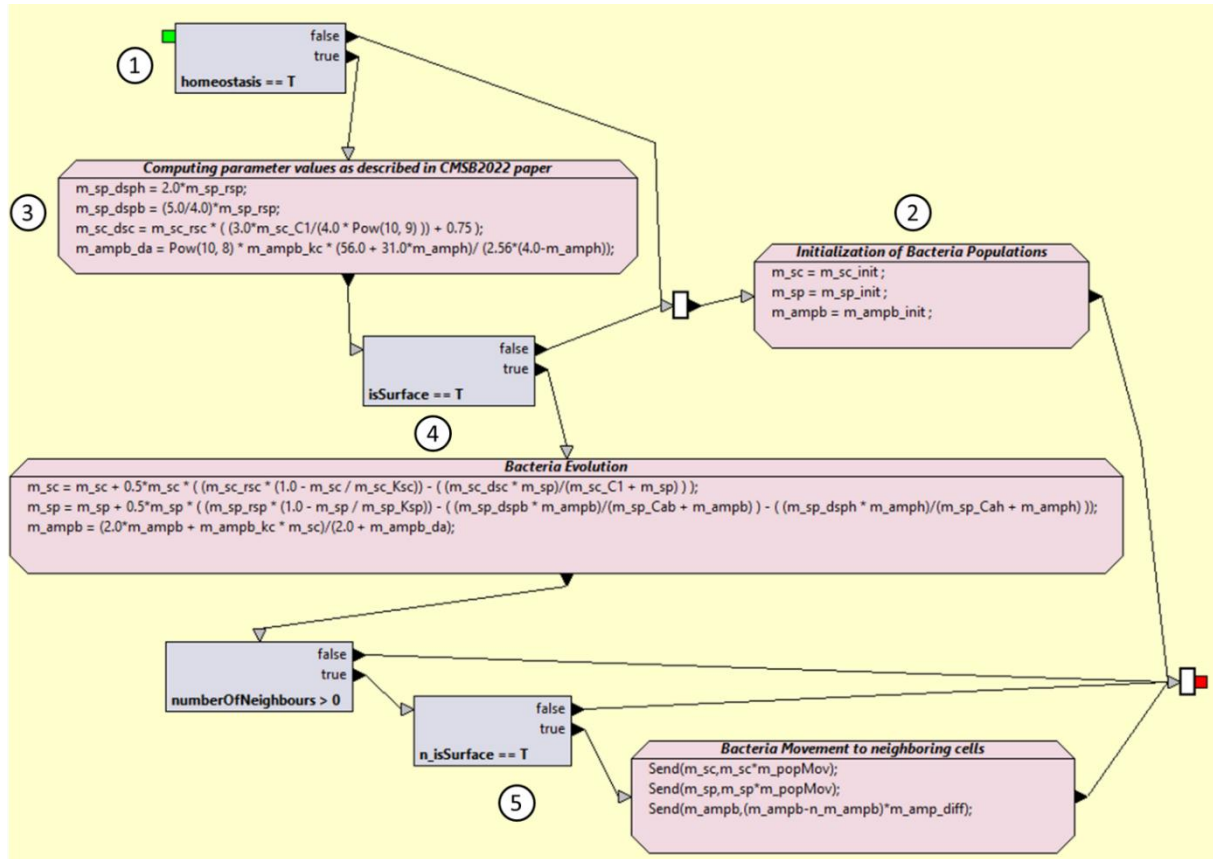 false
true
1
homeostasis == T
Computing parameter values as described in CMSB2022 paper
3
m_sp_dsph = 2.0*m_sp_rsp;
m_sp_dspb = (5.0/4.0)*m_sp_rsp;
m_sc_dsc = m_sc_rsc * ( (3.0*m_sc_C1/(4.0 * Pow(10, 9) )) + 0.75 );
m_ampb_da = Pow(10, 8) * m_ampb_kc * (56.0 + 31.0*m_amph)/ (2.56*(4.0-m_amph));
2
Initialization of Bacteria Populations
m_sc = m_sc_init ;
m_sp = m_sp_init ;
m_ampb = m_ampb_init ;
false
true
isSurface == T
4
Bacteria Evolution
m_sc = m_sc + 0.5*m_sc * ( (m_sc_rsc * (1.0 - m_sc / m_sc_Ksc)) - ( (m_sc_dsc * m_sp)/(m_sc_C1 + m_sp) ) );
m_sp = m_sp + 0.5*m_sp * ( (m_sp_rsp * (1.0 - m_sp / m_sp_Ksp)) - ( (m_sp_dspb * m_ampb)/(m_sp_Cab + m_ampb) ) - ( (m_sp_dsph * m_amph)/(m_sp_Cah + m_amph) ));
m_ampb = (2.0*m_ampb + m_ampb_kc * m_sc)/(2.0 + m_ampb_da);
false
true
numberOfNeighbours > 0
false
true
n_isSurface == T
5
Bacteria Movement to neighboring cells
Send(m_sc,m_sc*m_popMov);
Send(m_sp,m_sp*m_popMov);
Send(m_ampb,(m_ampb-n_m_ampb)*m_amp_diff);